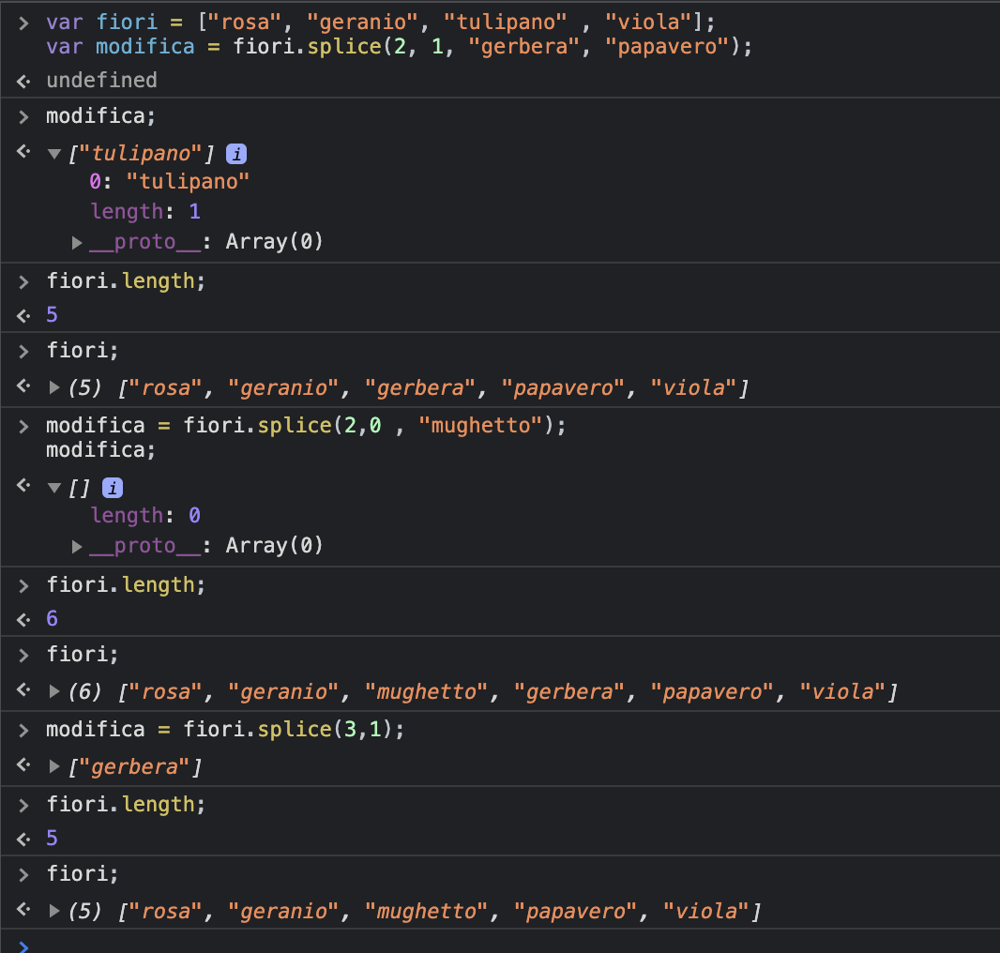 > var fiori = ["rosa", "geranio", "tulipano" , "viola"];
var modifica = fiori.splice(2, 1, "gerbera", "papavero");
undefined
> modifica;
["tulipano"] i
0: "tulipano"
length: 1
__proto__: Array(0)
> fiori.length;
5
> fiori;
(5) ["rosa", "geranio", "gerbera", "papavero", "viola"]
> modifica = fiori.splice(2,0 , "mughetto");
modifica;
[] i
length: 0
__proto__: Array(0)
> fiori.length;
6
> fiori;
(6) ["rosa", "geranio", "mughetto", "gerbera", "papavero", "viola"]
> modifica = fiori.splice(3,1);
["gerbera"]
> fiori.length;
5
> fiori;
(5) ["rosa", "geranio", "mughetto", "papavero", "viola"]
>